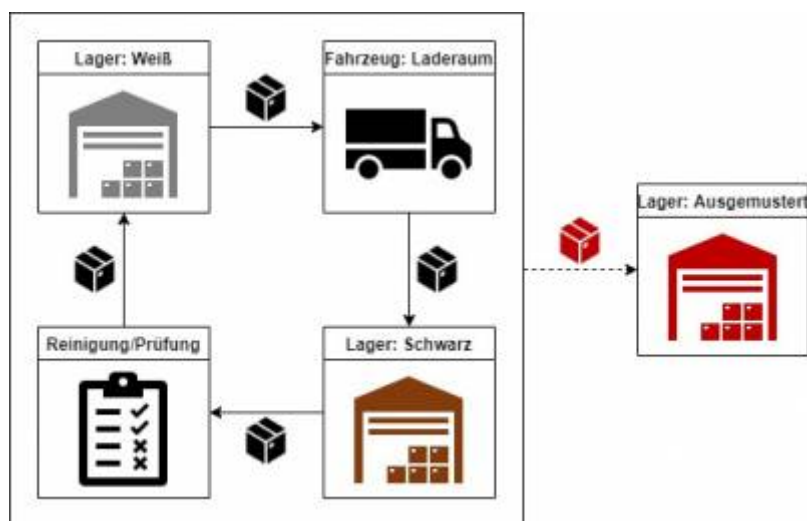 Lager: Weiß
Fahrzeug: Laderaum
Lager: Ausgemustert
Reinigung/Prüfung
Lager: Schwarz